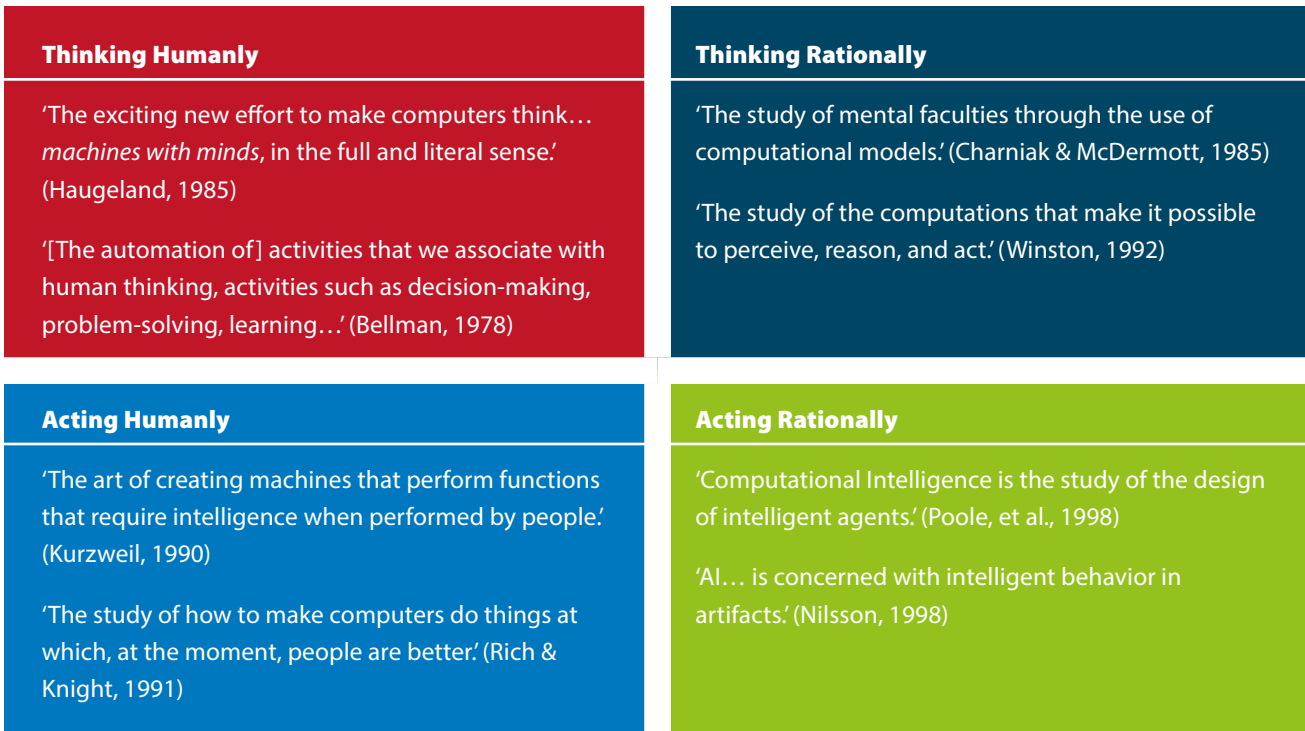 Thinking Humanly
‘The exciting new effort to make computers think…
machines with minds, in the full and literal sense.’
(Haugeland, 1985)
‘[The automation of] activities that we associate with
human thinking, activities such as decision-making,
problem-solving, learning…’ (Bellman, 1978)
Thinking Rationally
‘The study of mental faculties through the use of
computational models.’ (Charniak & McDermott, 1985)
‘The study of the computations that make it possible
to perceive, reason, and act.’ (Winston, 1992)
Acting Humanly
‘The art of creating machines that perform functions
that require intelligence when performed by people.’
(Kurzweil, 1990)
‘The study of how to make computers do things at
which, at the moment, people are better.’ (Rich &
Knight, 1991)
Acting Rationally
‘Computational Intelligence is the study of the design
of intelligent agents.’ (Poole, et al., 1998)
‘AI… is concerned with intelligent behavior in
artifacts.’ (Nilsson, 1998)